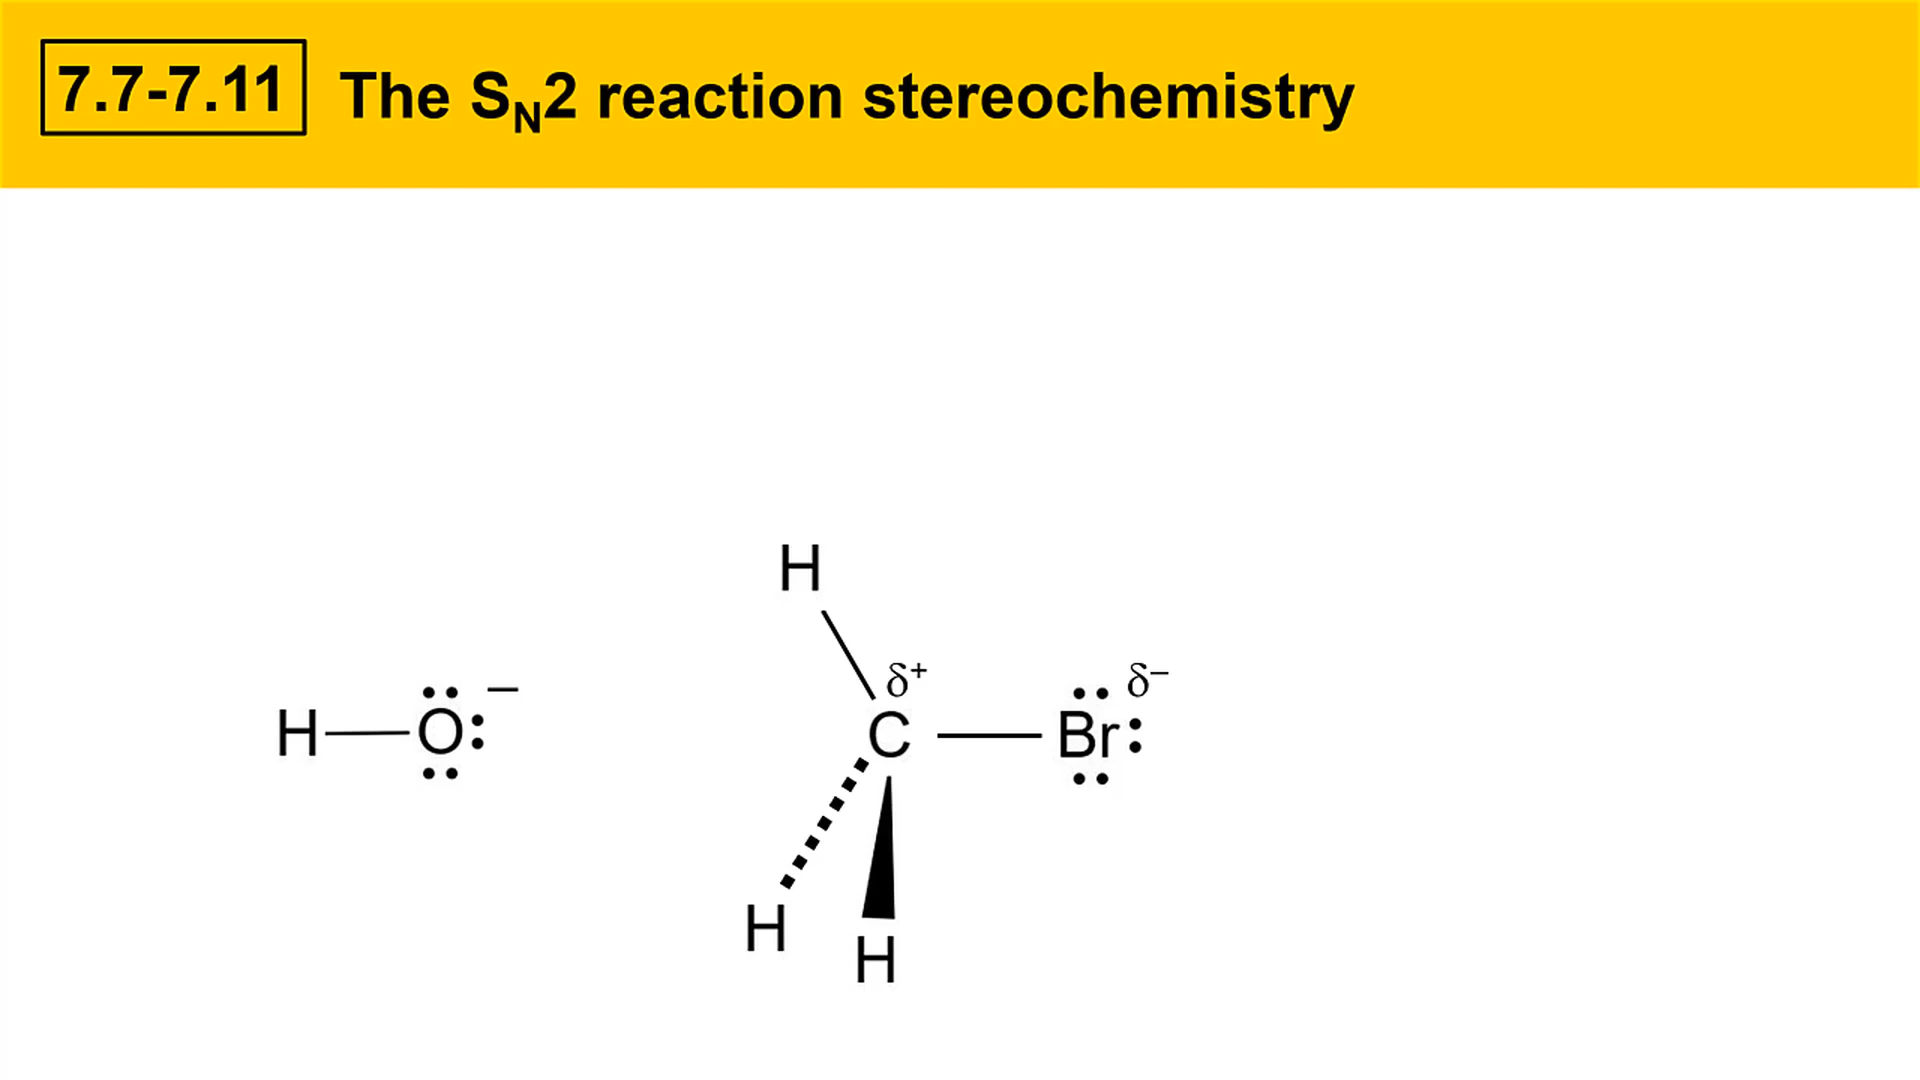 7.7-7.11 The SN2 reaction stereochemistry
H
δ+ δ–
H O – C Br
H
H